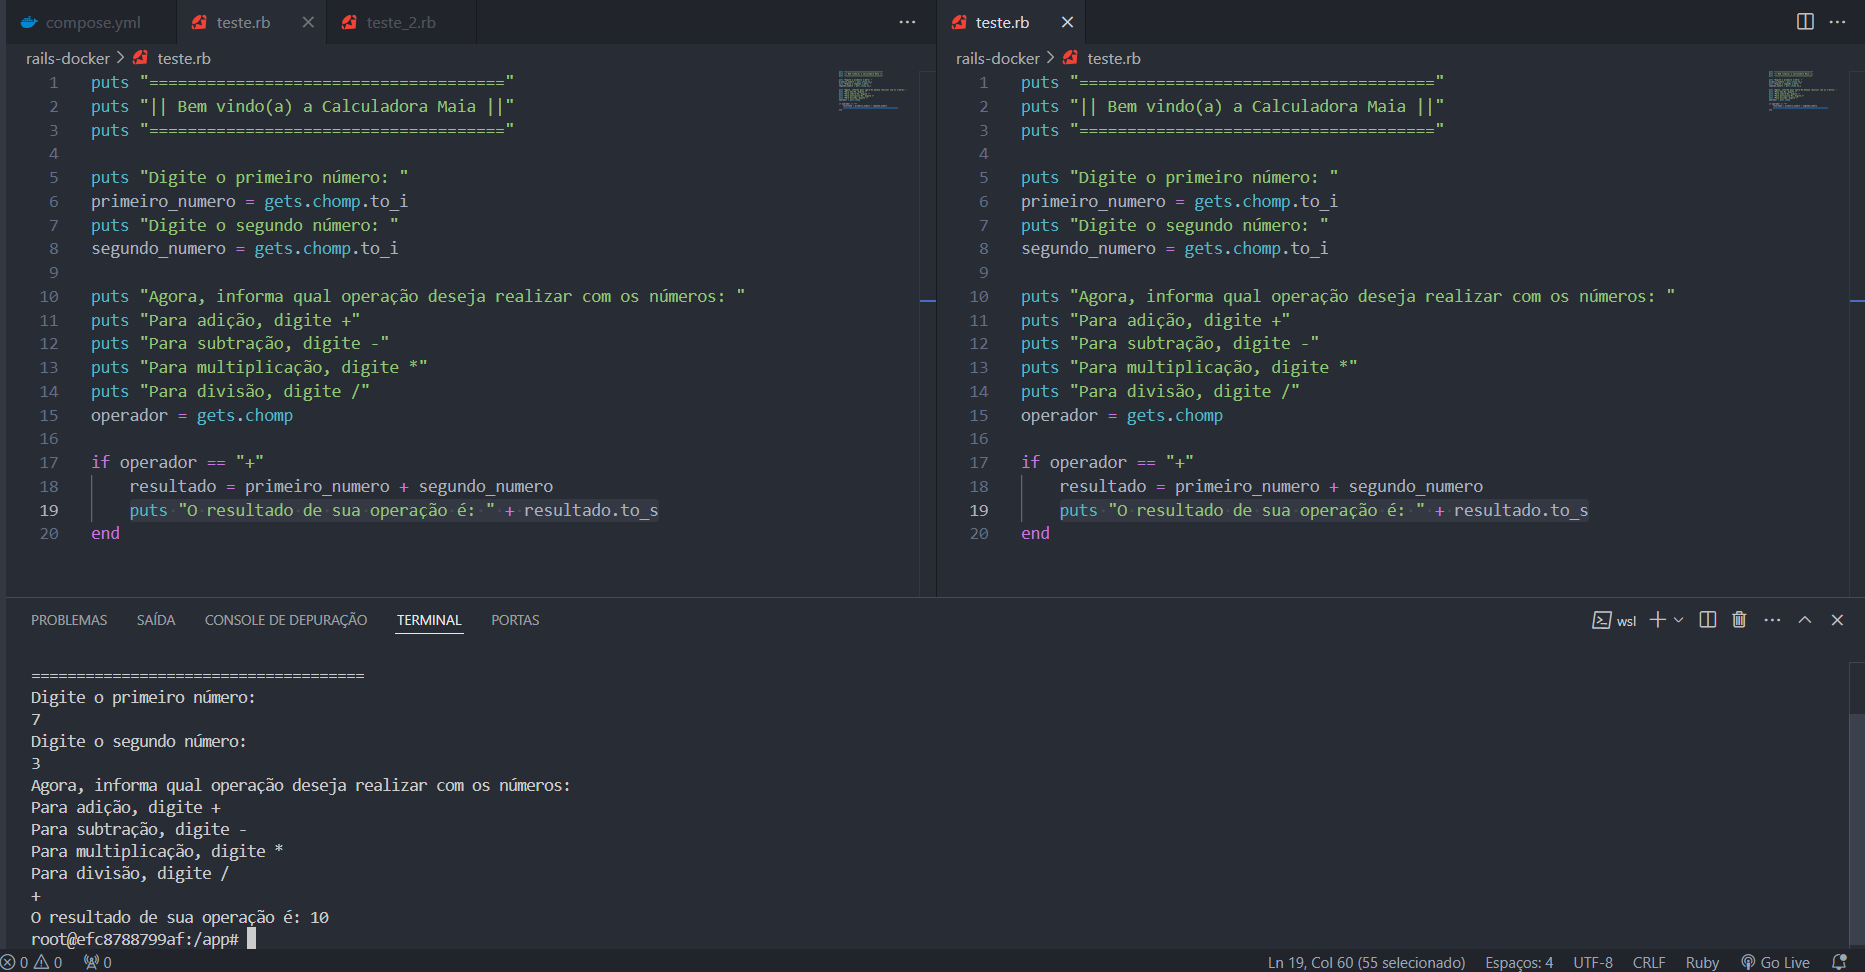 compose.yml teste.rb teste_2.rb
rails-docker > teste.rb
1 puts "====================================="
2 puts "|| Bem vindo(a) a Calculadora Maia ||"
3 puts "====================================="
4
5 puts "Digite o primeiro número: "
6 primeiro_numero = gets.chomp.to_i
7 puts "Digite o segundo número: "
8 segundo_numero = gets.chomp.to_i
9
10 puts "Agora, informa qual operação deseja realizar com os números: "
11 puts "Para adição, digite +"
12 puts "Para subtração, digite -"
13 puts "Para multiplicação, digite *"
14 puts "Para divisão, digite /"
15 operador = gets.chomp
16
17 if operador == "+"
18 resultado = primeiro_numero + segundo_numero
19 puts "O resultado de sua operação é: " + resultado.to_s
20 end
teste.rb
rails-docker > teste.rb
1 puts "====================================="
2 puts "|| Bem vindo(a) a Calculadora Maia ||"
3 puts "====================================="
4
5 puts "Digite o primeiro número: "
6 primeiro_numero = gets.chomp.to_i
7 puts "Digite o segundo número: "
8 segundo_numero = gets.chomp.to_i
9
10 puts "Agora, informa qual operação deseja realizar com os números: "
11 puts "Para adição, digite +"
12 puts "Para subtração, digite -"
13 puts "Para multiplicação, digite *"
14 puts "Para divisão, digite /"
15 operador = gets.chomp
16
17 if operador == "+"
18 resultado = primeiro_numero + segundo_numero
19 puts "O resultado de sua operação é: " + resultado.to_s
20 end
PROBLEMAS SAÍDA CONSOLE DE DEPURAÇÃO TERMINAL PORTAS wsl
=====================================
Digite o primeiro número:
7
Digite o segundo número:
3
Agora, informa qual operação deseja realizar com os números:
Para adição, digite +
Para subtração, digite -
Para multiplicação, digite *
Para divisão, digite /
+
O resultado de sua operação é: 10
root@efc8788799af:/app#
0 0 0 Ln 19, Col 60 (55 selecionado) Espaços: 4 UTF-8 CRLF Ruby Go Live